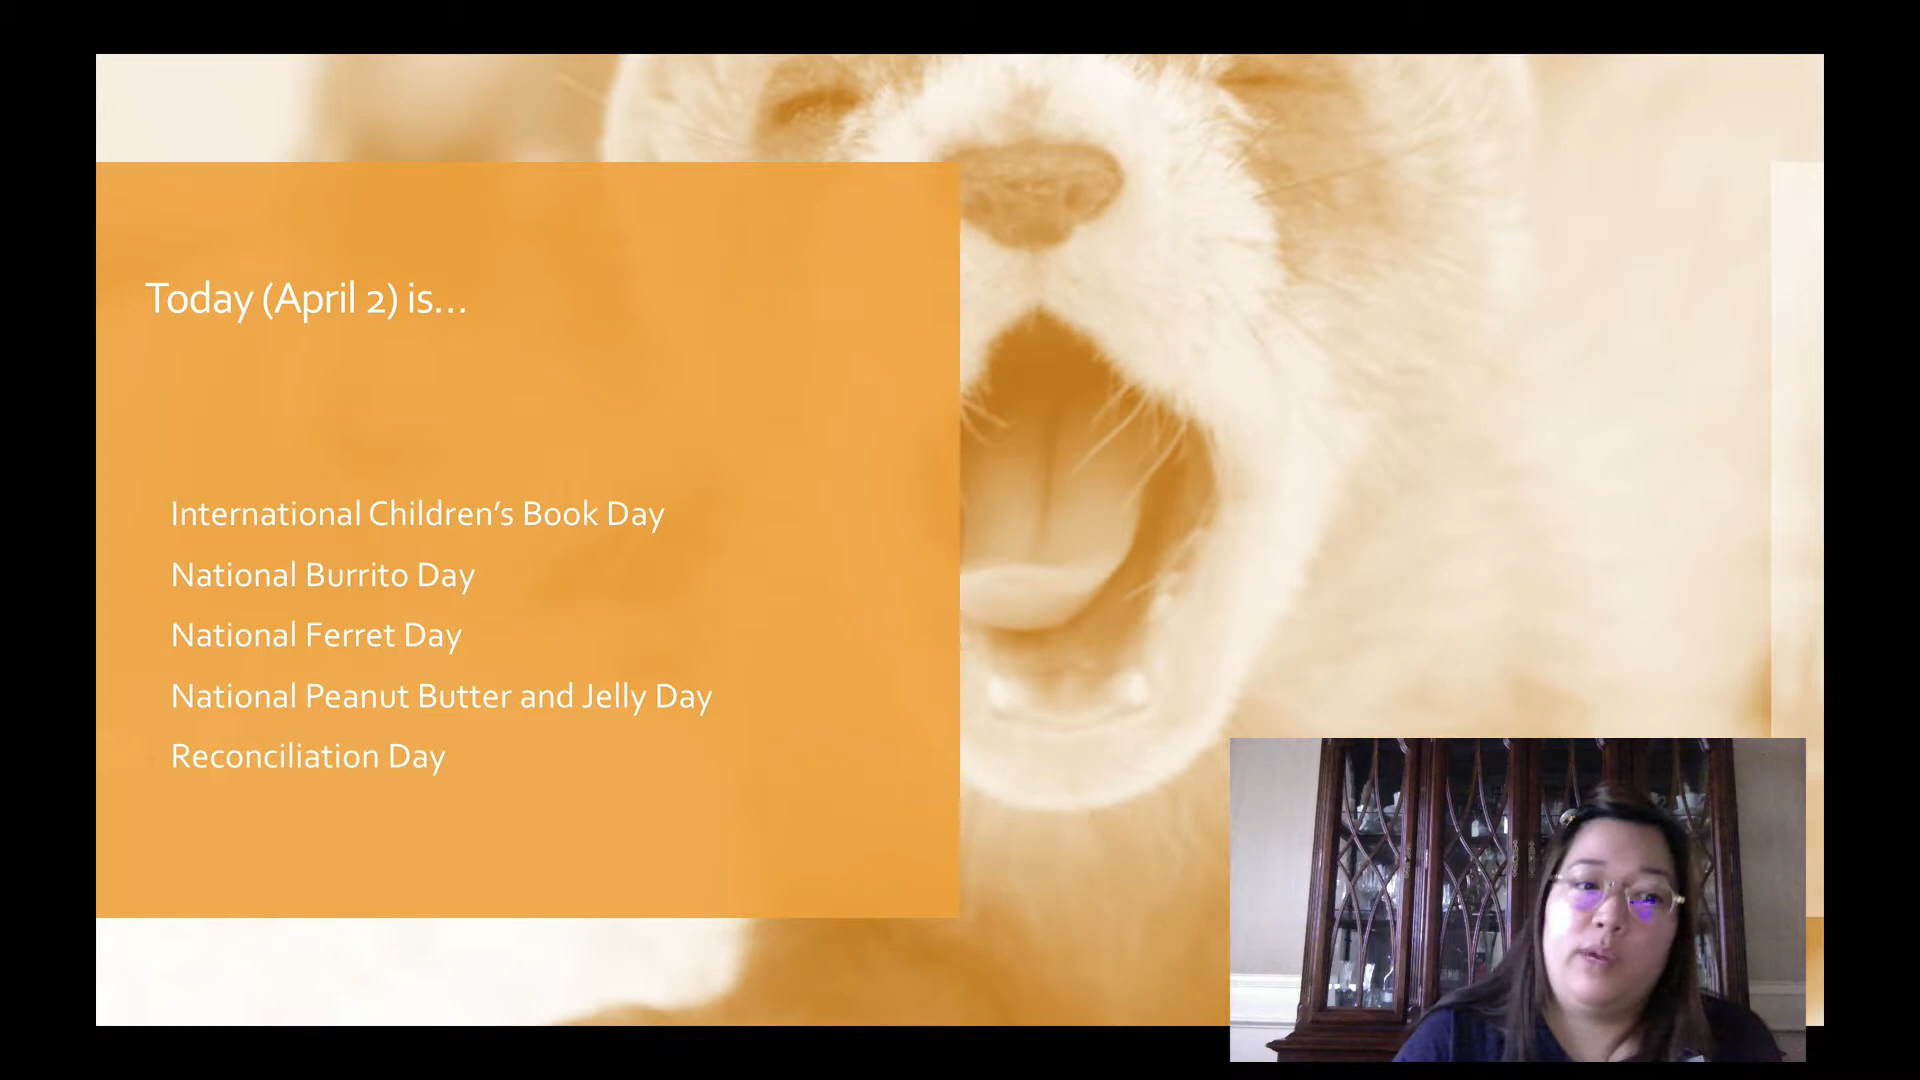 Today (April 2) is...
International Children’s Book Day
National Burrito Day
National Ferret Day
National Peanut Butter and Jelly Day
Reconciliation Day